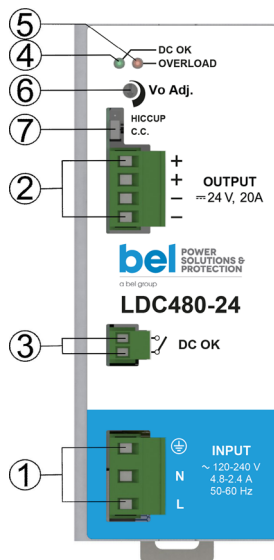 5
4
DC OK
OVERLOAD
6
Vo Adj.
7
HICCUP
C.C.
2
+
+
−
−
OUTPUT
⎓ 24 V, 20A
bel POWER
SOLUTIONS &
PROTECTION
a bel group
LDC480-24
3
DC OK
1
INPUT
∼ 120-240 V
N
4.8-2.4 A
50-60 Hz
L